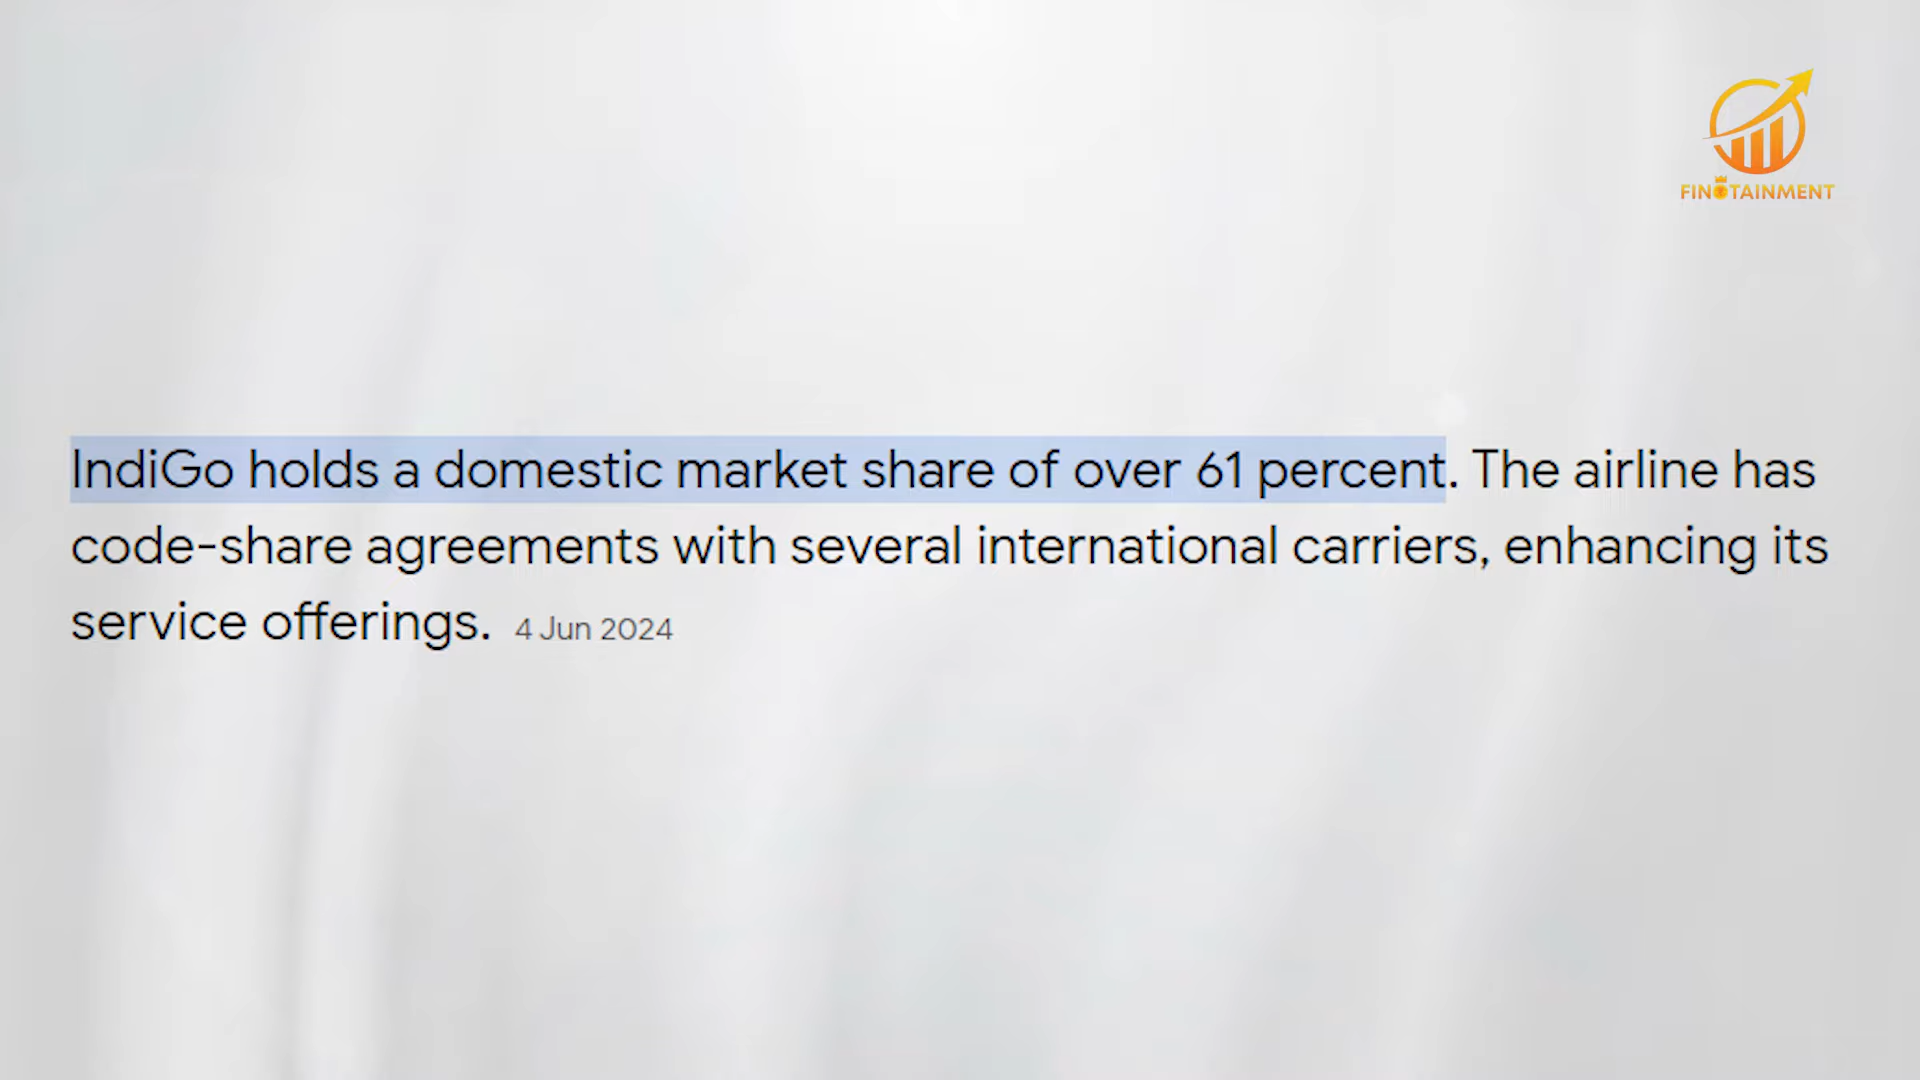 FINOTAINMENT
IndiGo holds a domestic market share of over 61 percent. The airline has
code-share agreements with several international carriers, enhancing its
service offerings. 4 Jun 2024